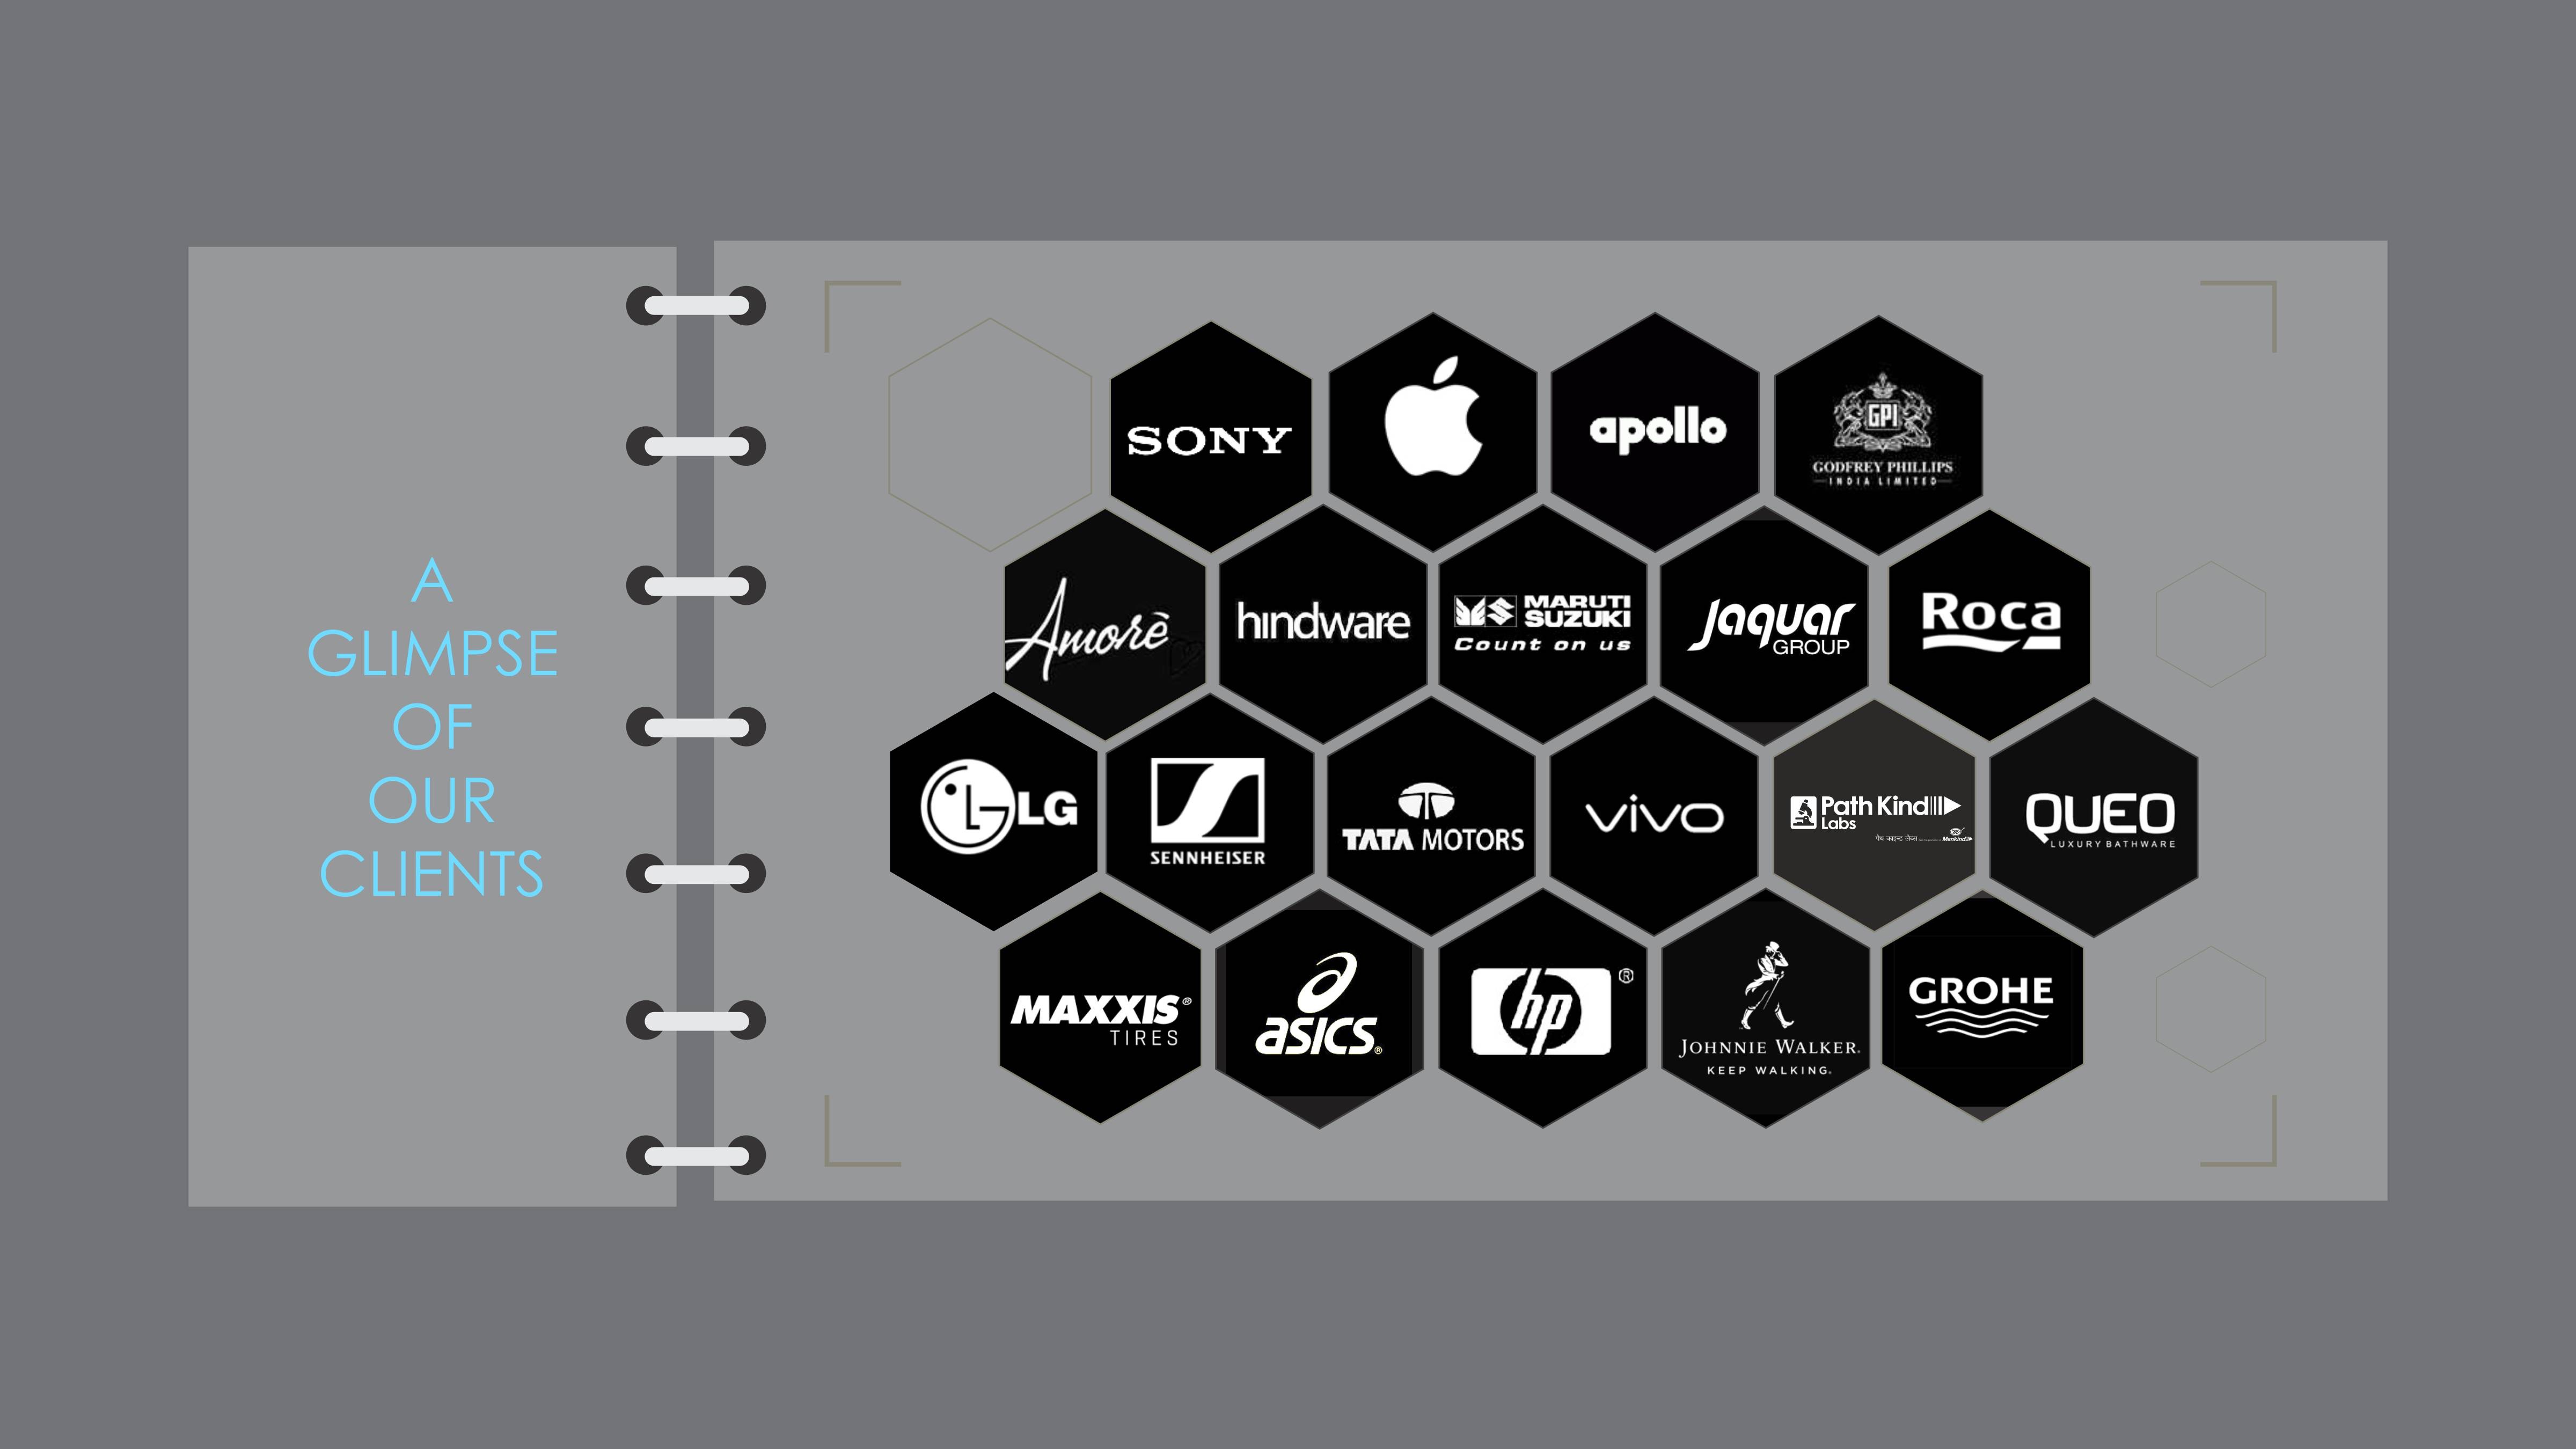 A
GLIMPSE
OF
OUR
CLIENTS
SONY
apollo
GPI
GODFREY PHILLIPS
INDIA LIMITED
Amorè
hindware
MARUTI
SUZUKI
Count on us
Jaquar
GROUP
Roca
LG
SENNHEISER
TATA MOTORS
vivo
Path Kind
Labs
पैथ काइन्ड लैब्स
Mankind
QUEO
LUXURY BATHWARE
MAXXIS®
TIRES
asics®
hp®
JOHNNIE WALKER.
KEEP WALKING.
GROHE